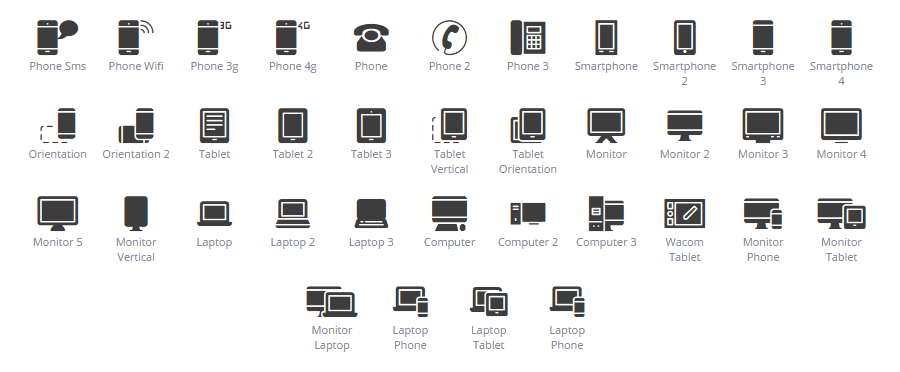 3G
4G
Phone Sms
Phone Wifi
Phone 3g
Phone 4g
Phone
Phone 2
Phone 3
Smartphone
Smartphone
2
Smartphone
3
Smartphone
4
Orientation
Orientation 2
Tablet
Tablet 2
Tablet 3
Tablet
Vertical
Tablet
Orientation
Monitor
Monitor 2
Monitor 3
Monitor 4
Monitor 5
Monitor
Vertical
Laptop
Laptop 2
Laptop 3
Computer
Computer 2
Computer 3
Wacom
Tablet
Monitor
Phone
Monitor
Tablet
Monitor
Laptop
Laptop
Phone
Laptop
Tablet
Laptop
Phone